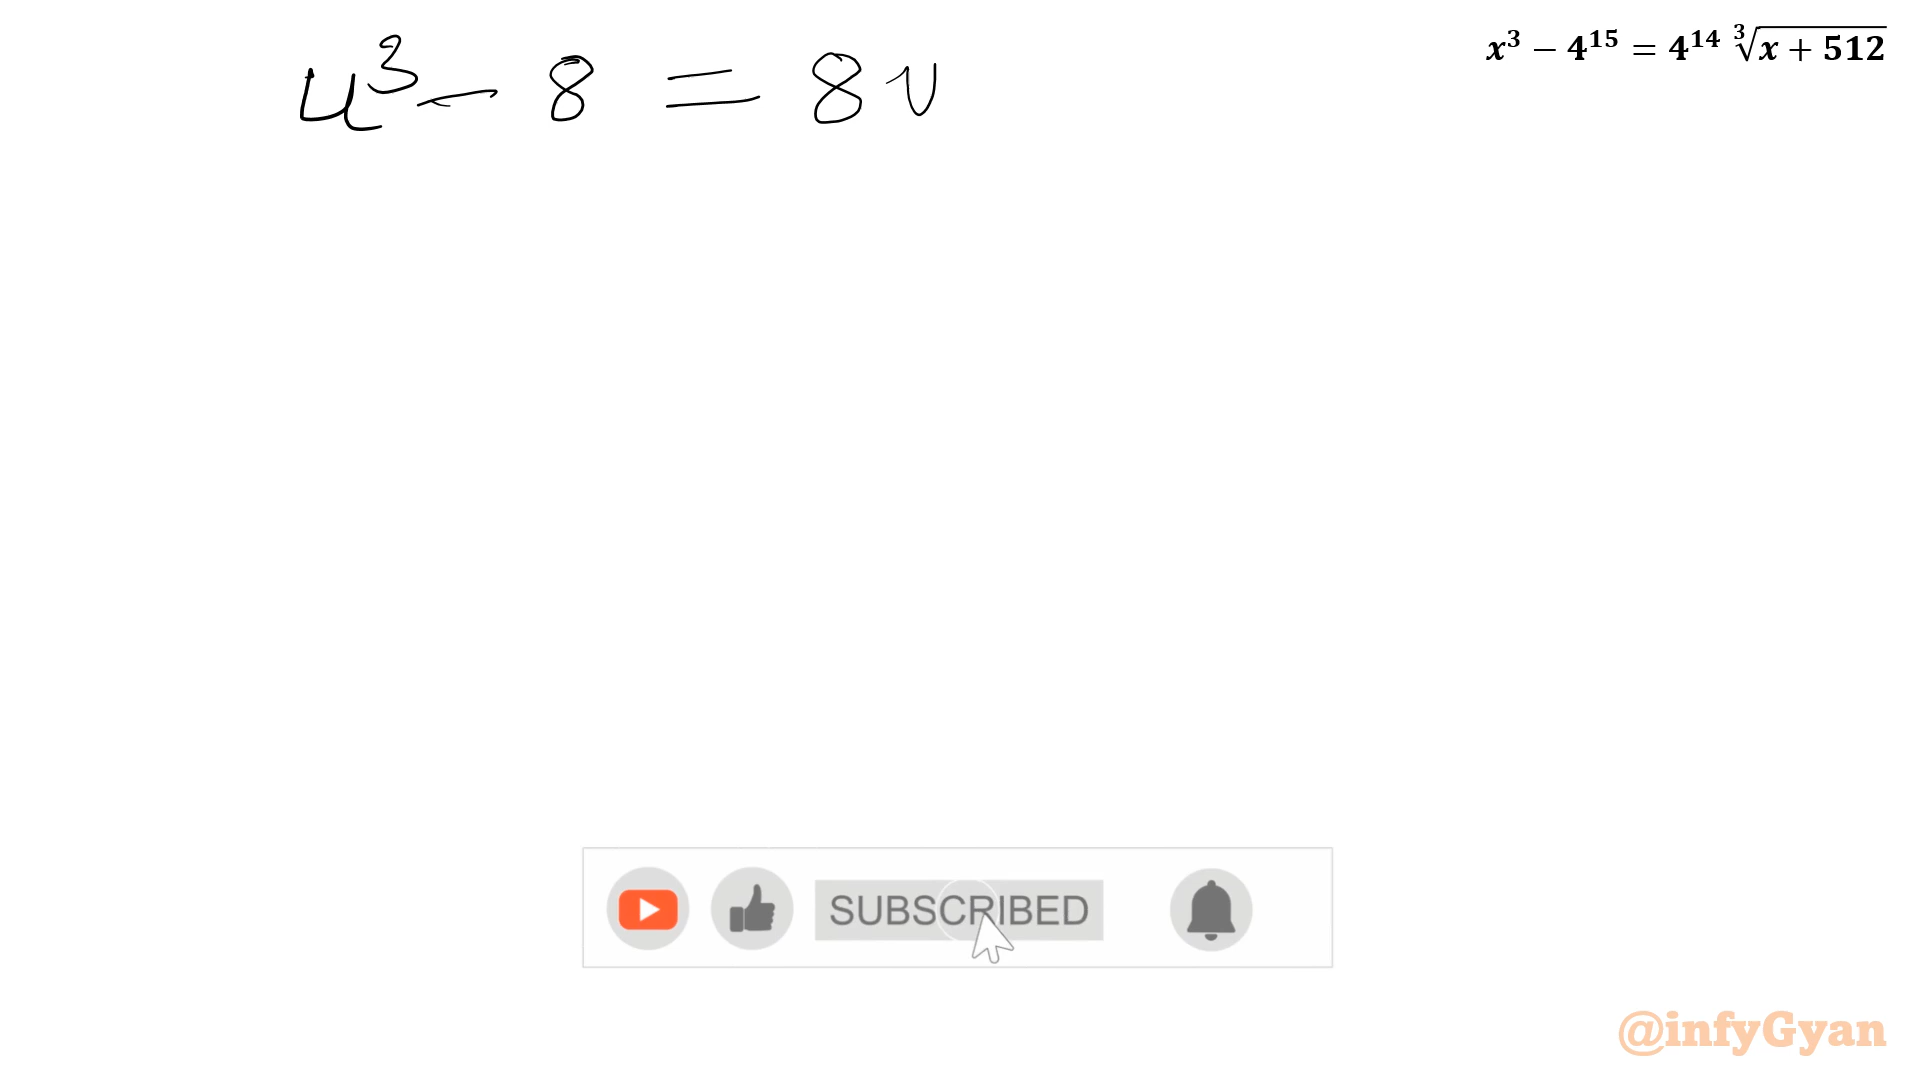 u³ - 8 = 8v
x³ − 4¹⁵ = 4¹⁴ ∛(x + 512)
SUBSCRIBED
@infyGyan